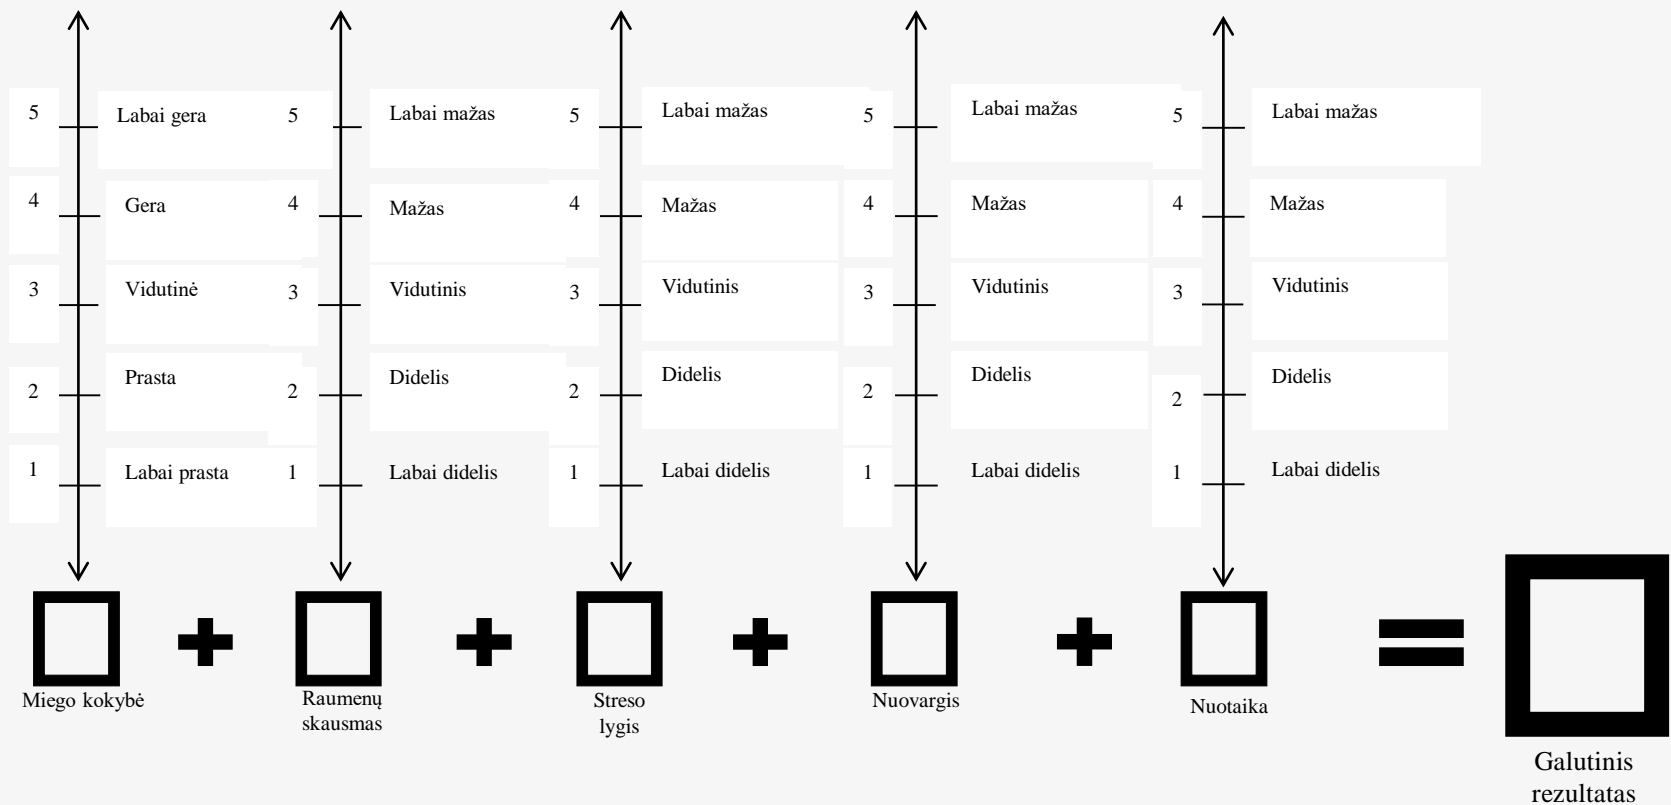 5 Labai gera 5 Labai mažas 5 Labai mažas 5 Labai mažas 5 Labai mažas
4 Gera 4 Mažas 4 Mažas 4 Mažas 4 Mažas
3 Vidutinė 3 Vidutinis 3 Vidutinis 3 Vidutinis 3 Vidutinis
2 Prasta 2 Didelis 2 Didelis 2 Didelis 2 Didelis
1 Labai prasta 1 Labai didelis 1 Labai didelis 1 Labai didelis 1 Labai didelis
+ + + + =
Miego kokybė
Raumenų
skausmas
Streso
lygis
Nuovargis
Nuotaika
Galutinis
rezultatas